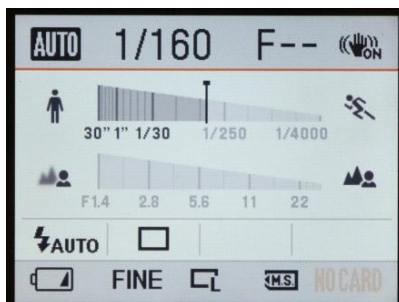 AUTO 1/160 F-- ON
30" 1" 1/30 1/250 1/4000
F1.4 2.8 5.6 11 22
AUTO
FINE L M.S. NO CARD